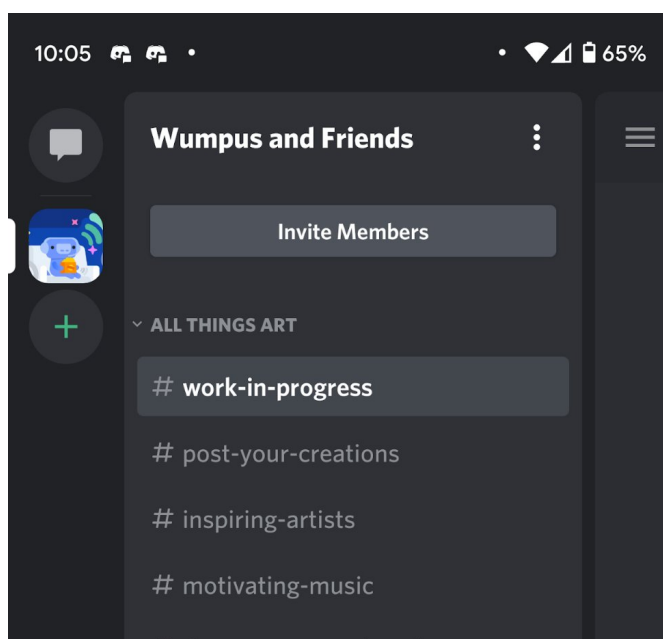 10:05
65%
Wumpus and Friends
Invite Members
ALL THINGS ART
# work-in-progress
# post-your-creations
# inspiring-artists
# motivating-music